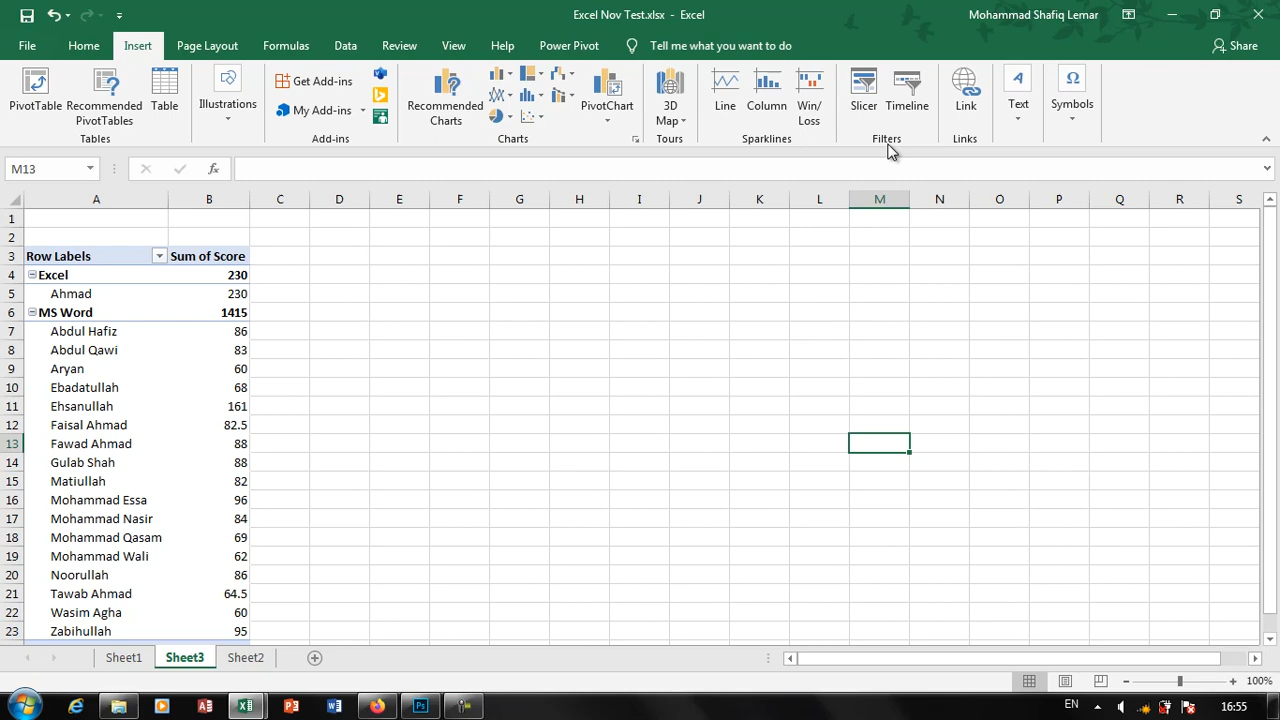 Excel Nov Test.xlsx - Excel
Mohammad Shafiq Lemar
File Home Insert Page Layout Formulas Data Review View Help Power Pivot Tell me what you want to do Share
PivotTable
Recommended PivotTables
Table
Illustrations
Get Add-ins
My Add-ins
Recommended Charts
PivotChart
3D Map
Line
Column
Win/Loss
Slicer
Timeline
Link
Text
Symbols
Tables Add-ins Charts Tours Sparklines Filters Links
M13 fx
A B C D E F G H I J K L M N O P Q R S
1
2
3 Row Labels Sum of Score
4 Excel 230
5 Ahmad 230
6 MS Word 1415
7 Abdul Hafiz 86
8 Abdul Qawi 83
9 Aryan 60
10 Ebadatullah 68
11 Ehsanullah 161
12 Faisal Ahmad 82.5
13 Fawad Ahmad 88
14 Gulab Shah 88
15 Matiullah 82
16 Mohammad Essa 96
17 Mohammad Nasir 84
18 Mohammad Qasam 69
19 Mohammad Wali 62
20 Noorullah 86
21 Tawab Ahmad 64.5
22 Wasim Agha 60
23 Zabihullah 95
Sheet1 Sheet3 Sheet2
100%
EN 16:55